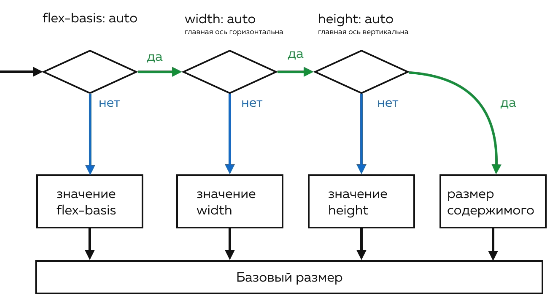 flex-basis: auto
width: auto
главная ось горизонтальна
height: auto
главная ось вертикальна
да
да
нет
нет
нет
да
значение
flex-basis
значение
width
значение
height
размер
содержимого
Базовый размер